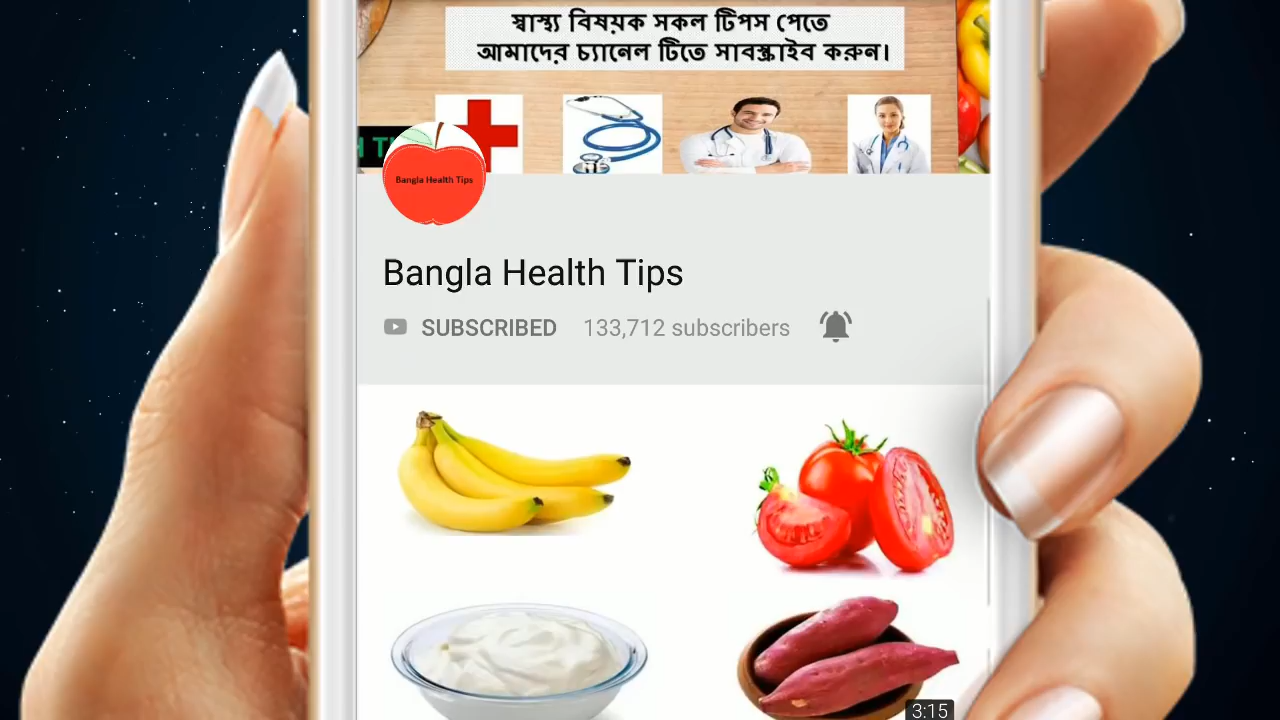 স্বাস্থ্য বিষয়ক সকল টিপস পেতে
আমাদের চ্যানেল টিতে সাবস্ক্রাইব করুন।
H T
Bangla Health Tips
Bangla Health Tips
SUBSCRIBED 133,712 subscribers
3:15